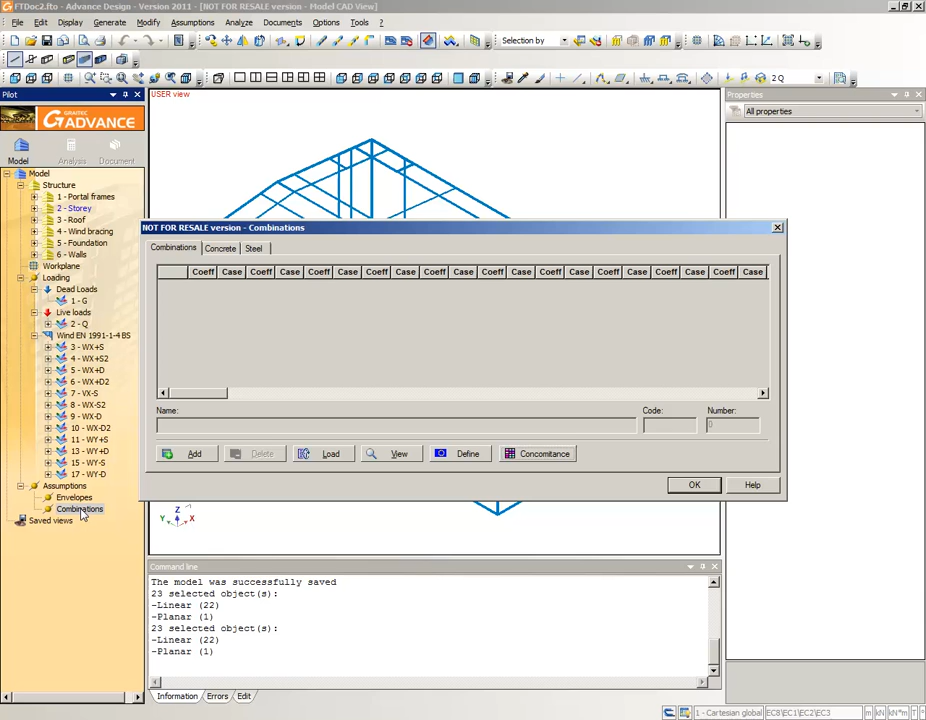 FTDoc2.fto - Advance Design - Version 2011 - [NOT FOR RESALE version - Model CAD View]
File Edit Display Generate Modify Assumptions Analyze Documents Options Tools ?
Selection by
2 Q
Pilot
GRAITEC
ADVANCE
Model Analysis Document
Model
Structure
1 - Portal frames
2 - Storey
3 - Roof
4 - Wind bracing
5 - Foundation
6 - Walls
Workplane
Loading
Dead Loads
1 - G
Live loads
2 - Q
Wind EN 1991-1-4 BS
3 - WX+S
4 - WX+S2
5 - WX+D
6 - WX+D2
7 - VX-S
8 - WX-S2
9 - WX-D
10 - WX-D2
11 - WY+S
13 - WY+D
15 - WY-S
17 - WY-D
Assumptions
Envelopes
Combinations
Saved views
USER view
NOT FOR RESALE version - Combinations
Combinations Concrete Steel
Coeff Case Coeff Case Coeff Case Coeff Case Coeff Case Coeff Case Coeff Case Coeff Case Coeff Case Coeff Case
Name: Code: Number:
0
Add Delete Load View Define Concomitance
OK Help
Z
Y X
Command line
The model was successfully saved
23 selected object(s):
-Linear (22)
-Planar (1)
23 selected object(s):
-Linear (22)
-Planar (1)
Information Errors Edit
Properties
All properties
1 - Cartesian global EC8/EC1/EC2/EC3 m kN kN*m T °